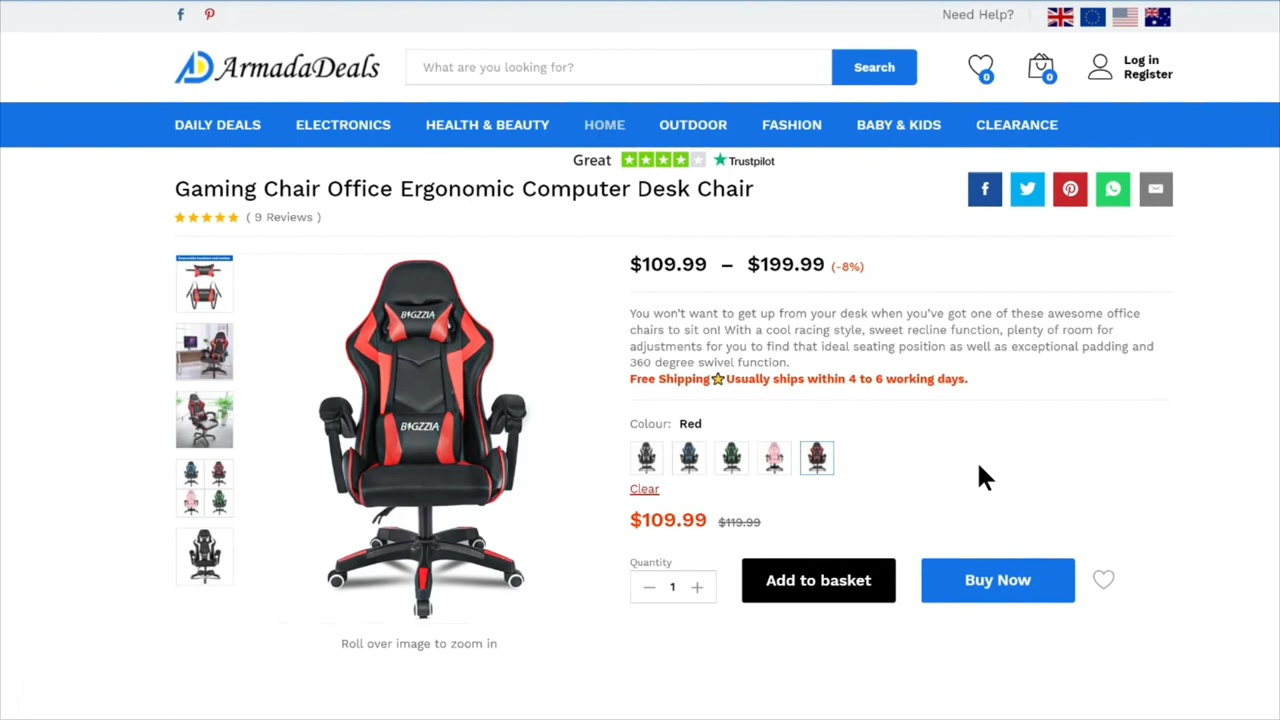 Need Help?
ArmadaDeals
What are you looking for?
Search
0
0
Log in
Register
DAILY DEALS
ELECTRONICS
HEALTH & BEAUTY
HOME
OUTDOOR
FASHION
BABY & KIDS
CLEARANCE
Great
Trustpilot
Gaming Chair Office Ergonomic Computer Desk Chair
( 9 Reviews )
$109.99 – $199.99 (-8%)
You won't want to get up from your desk when you've got one of these awesome office
chairs to sit on! With a cool racing style, sweet recline function, plenty of room for
adjustments for you to find that ideal seating position as well as exceptional padding and
360 degree swivel function.
Free Shipping⭐Usually ships within 4 to 6 working days.
Colour: Red
Clear
$109.99 $119.99
Quantity
1
Add to basket
Buy Now
BIGZZIA
BIGZZIA
Roll over image to zoom in